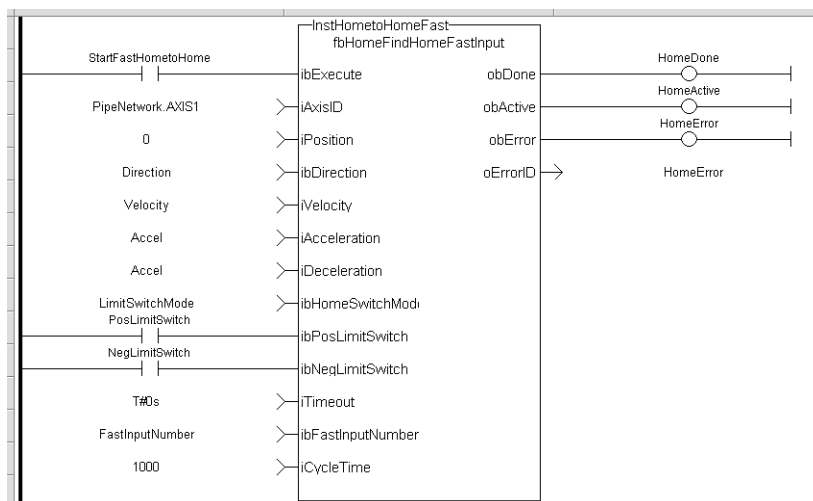 InstHometoHomeFast
fbHomeFindHomeFastInput
StartFastHometoHome
ibExecute
obDone
HomeDone
PipeNetwork.AXIS1
iAxisID
obActive
HomeActive
0
iPosition
obError
HomeError
Direction
ibDirection
oErrorID
HomeError
Velocity
iVelocity
Accel
iAcceleration
Accel
iDeceleration
LimitSwitchMode
ibHomeSwitchMod
PosLimitSwitch
ibPosLimitSwitch
NegLimitSwitch
ibNegLimitSwitch
T#0s
iTimeout
FastInputNumber
ibFastInputNumber
1000
iCycleTime